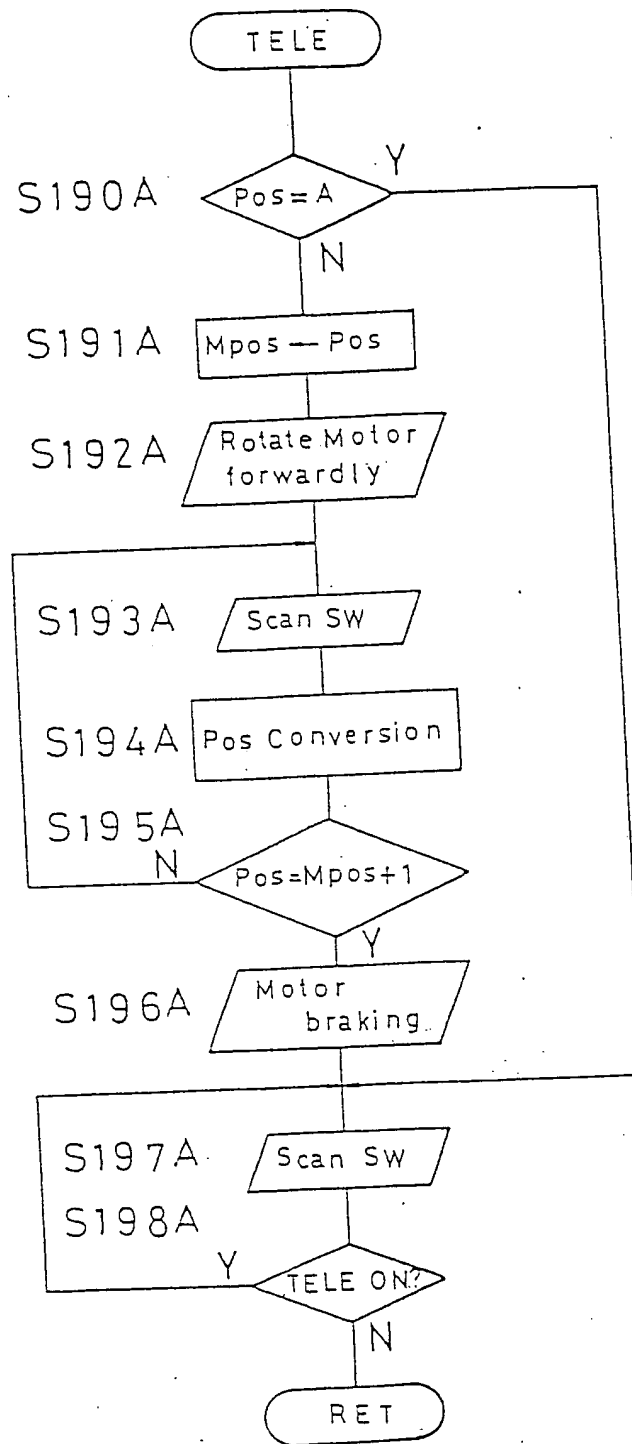 TELE
Y
S190A
Pos=A
N
S191A
Mpos — Pos
S192A
Rotate Motor
forwardly
S193A
Scan SW
S194A
Pos Conversion
S195A
N
Pos=Mpos+1
Y
S196A
Motor
braking
S197A
Scan SW
S198A
Y
TELE ON?
N
RET